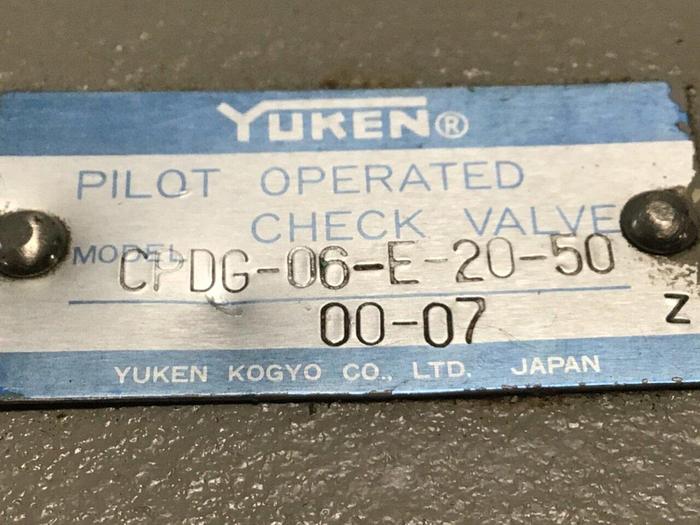 YUKEN®
PILOT OPERATED
CHECK VALVE
MODEL CPDG-06-E-20-50
00-07 Z
YUKEN KOGYO CO., LTD. JAPAN